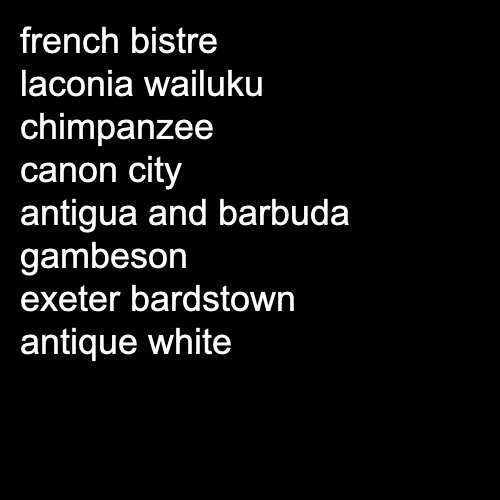 french bistre
laconia wailuku
chimpanzee
canon city
antigua and barbuda
gambeson
exeter bardstown
antique white